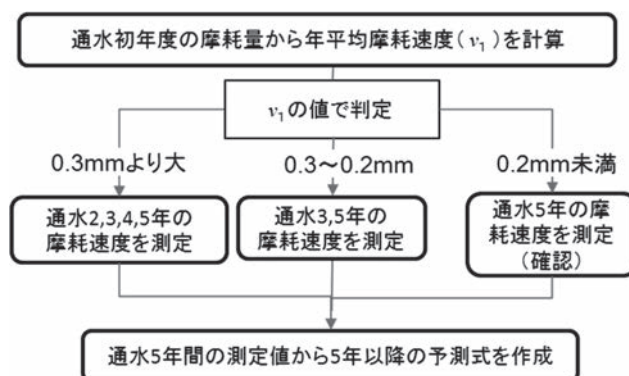 通水初年度の摩耗量から年平均摩耗速度(v₁)を計算
v₁の値で判定
0.3mmより大
0.3～0.2mm
0.2mm未満
通水2,3,4,5年の
摩耗速度を測定
通水3,5年の
摩耗速度を測定
通水5年の摩
耗速度を測定
(確認)
通水5年間の測定値から5年以降の予測式を作成